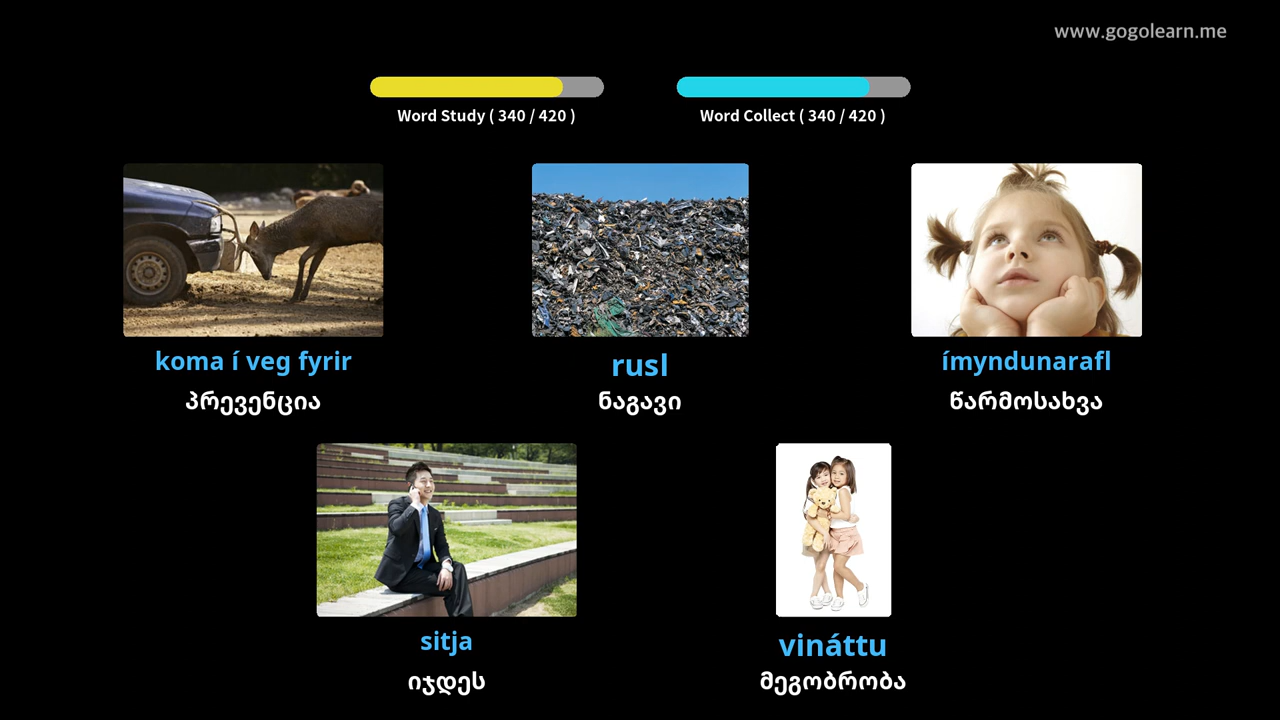 www.gogolearn.me
Word Study ( 340 / 420 )
Word Collect ( 340 / 420 )
koma í veg fyrir
პრევენცია
rusl
ნაგავი
ímyndunarafl
წარმოსახვა
sitja
იჯდეს
vináttu
მეგობრობა